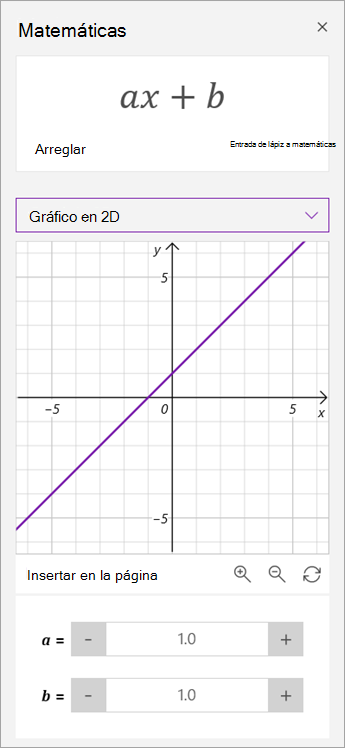 Matemáticas
ax + b
Arreglar
Entrada de lápiz a matemáticas
Gráfico en 2D
y
5
-5
0
5
x
-5
Insertar en la página
a = - 1.0 +
b = - 1.0 +